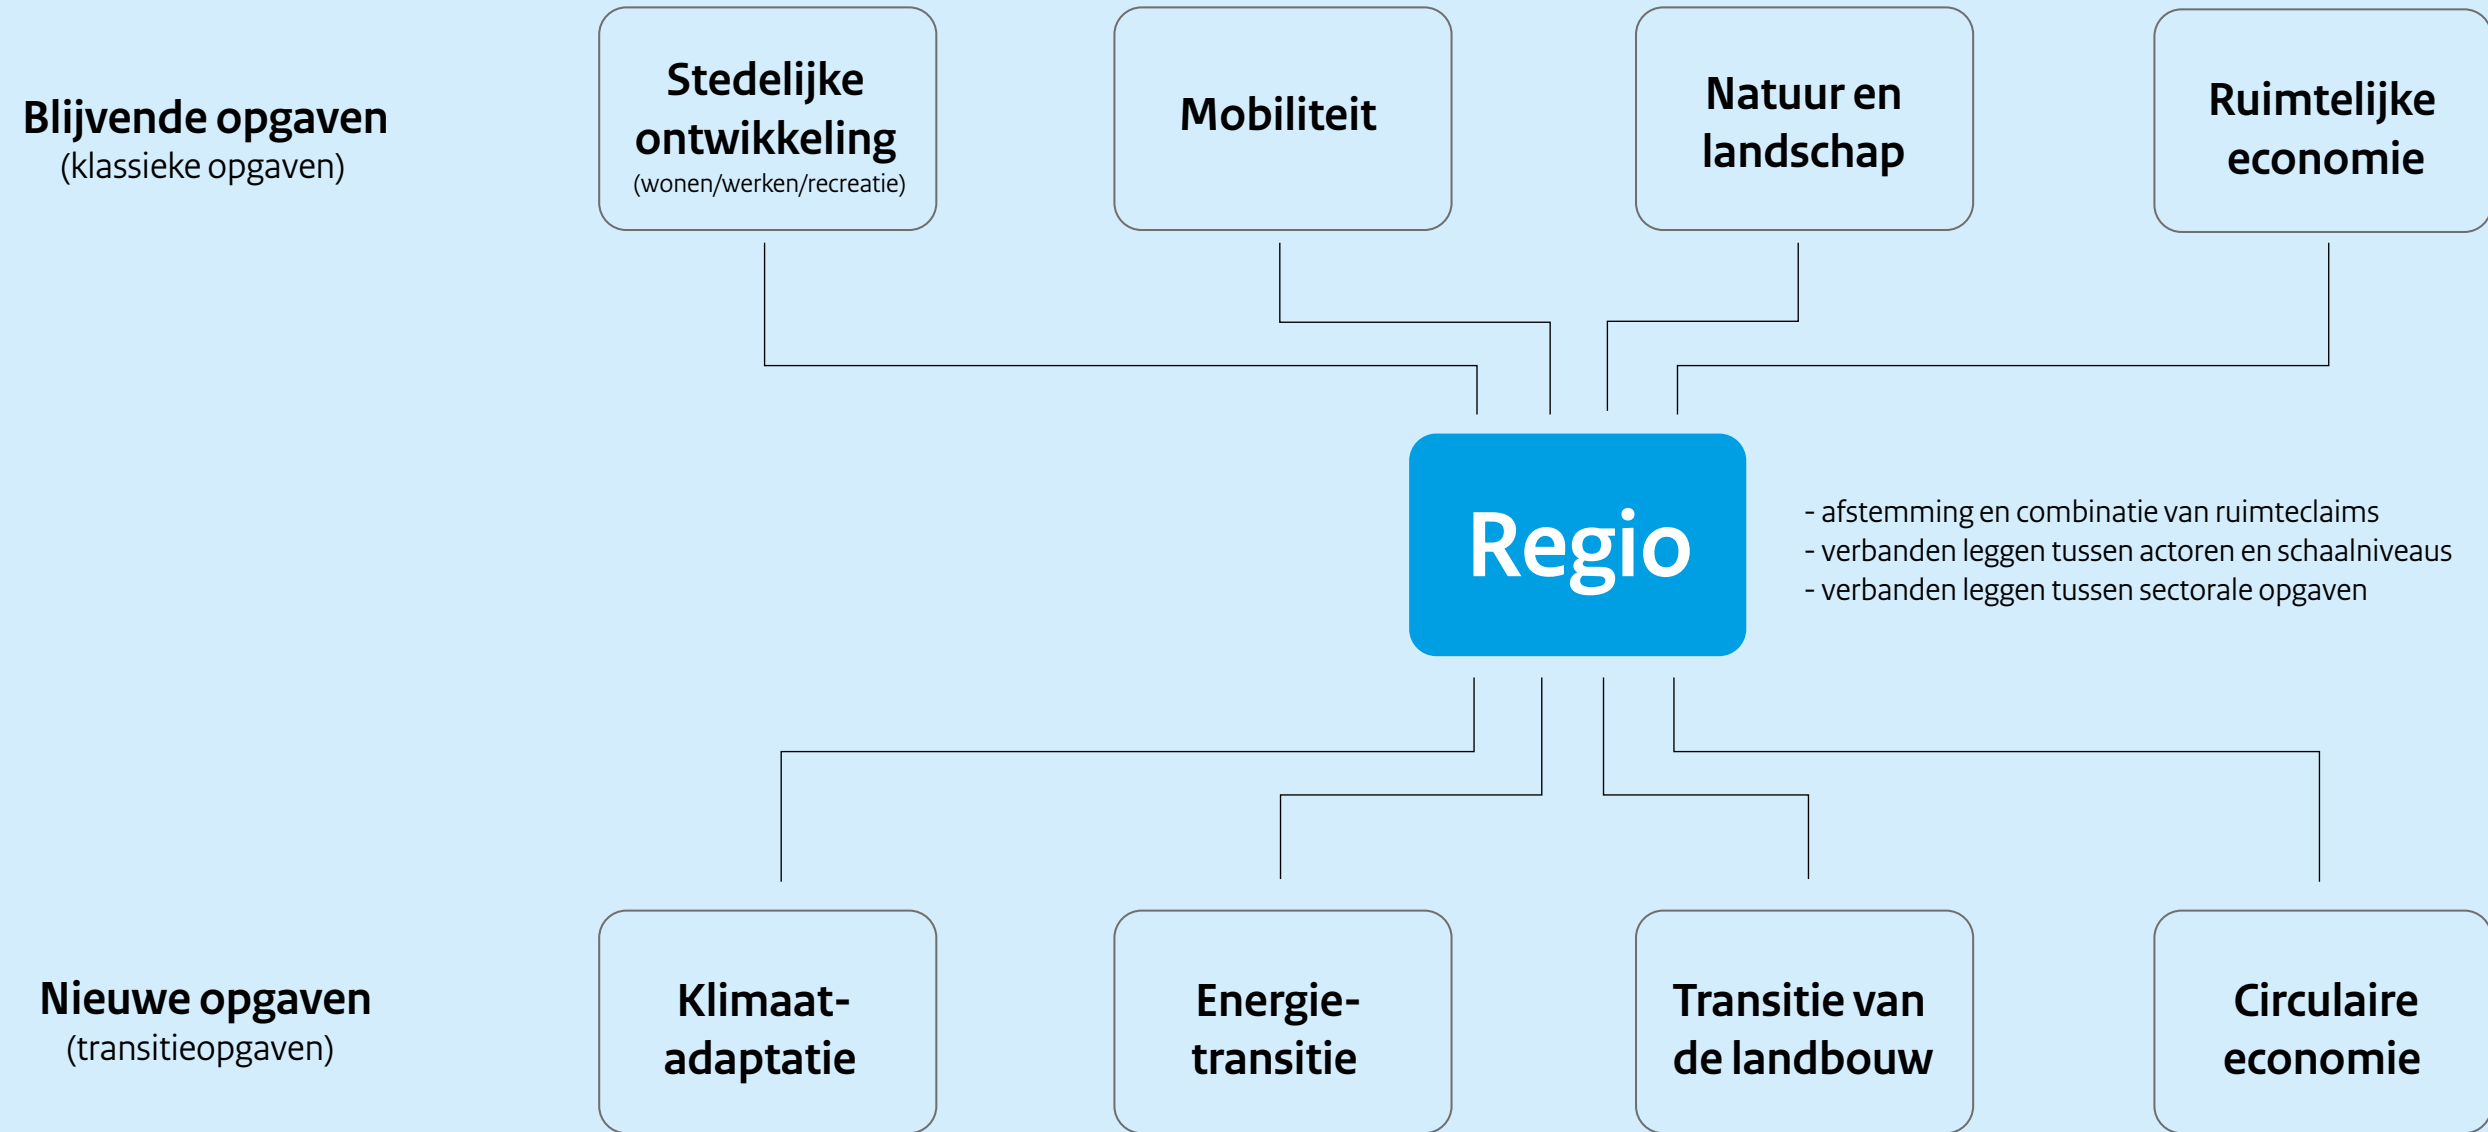 Blijvende opgaven
(klassieke opgaven)
Stedelijke
ontwikkeling
(wonen/werken/recreatie)
Mobiliteit
Natuur en
landschap
Ruimtelijke
economie
Regio
- afstemming en combinatie van ruimteclaims
- verbanden leggen tussen actoren en schaalniveaus
- verbanden leggen tussen sectorale opgaven
Nieuwe opgaven
(transitieopgaven)
Klimaat-
adaptatie
Energie-
transitie
Transitie van
de landbouw
Circulaire
economie